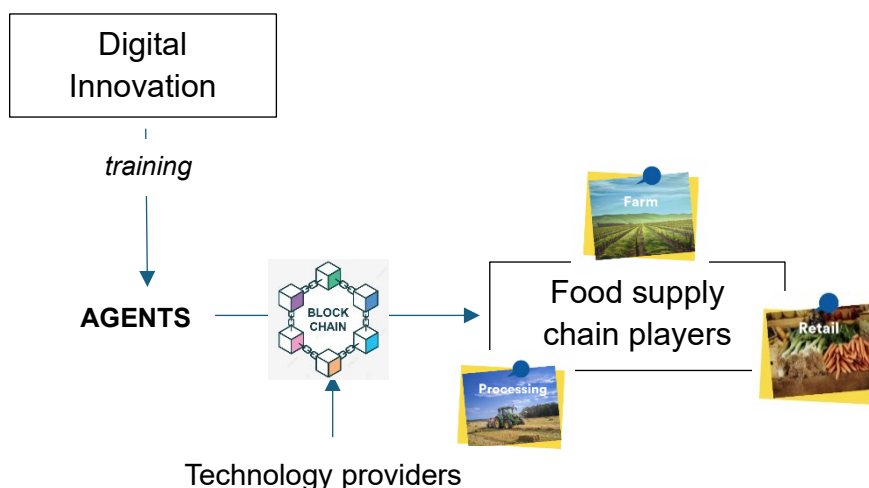 Digital
Innovation
training
Farm
AGENTS
BLOCK
CHAIN
Food supply
chain players
Retail
Processing
Technology providers